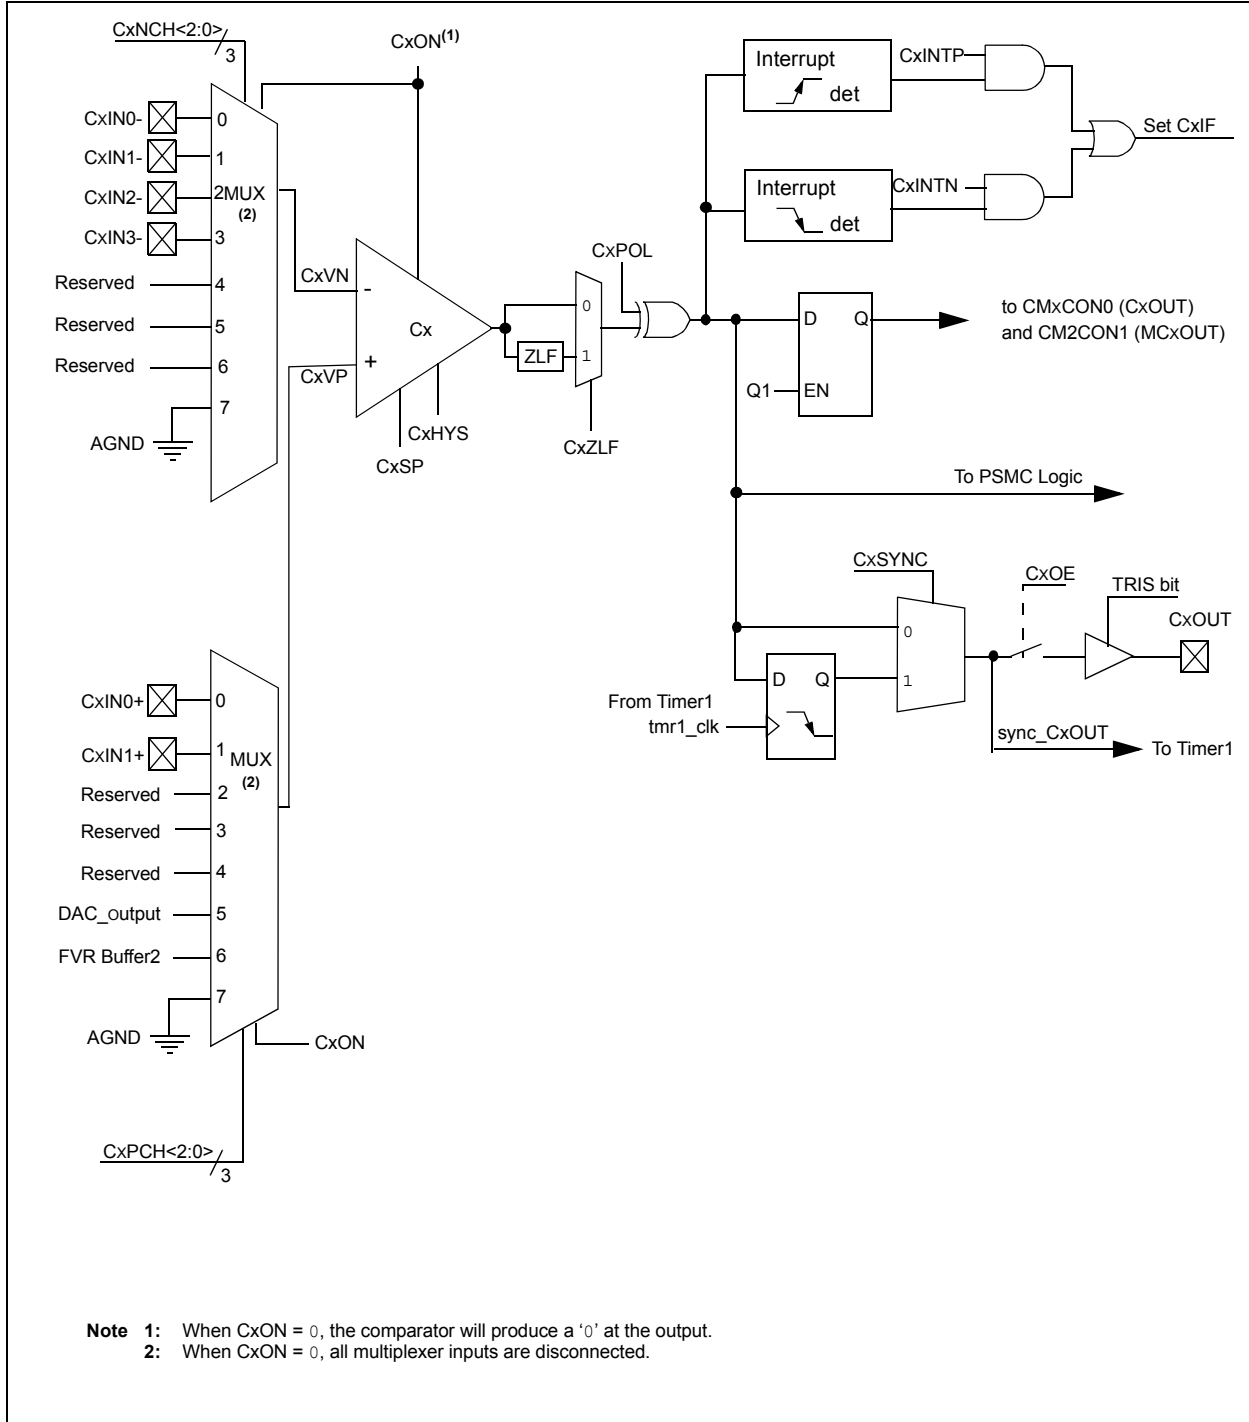 CxNCH<2:0>
3
CxON(1)
CxIN0-
CxIN1-
CxIN2-
CxIN3-
Reserved
Reserved
Reserved
AGND
0
1
2
3
4
5
6
7
MUX
(2)
CxVN
CxVP
-
+
Cx
CxHYS
CxSP
ZLF
0
1
CxZLF
CxPOL
Interrupt
det
CxINTP
Interrupt
det
CxINTN
Set CxIF
D
Q
Q1
EN
to CMxCON0 (CxOUT)
and CM2CON1 (MCxOUT)
To PSMC Logic
CxSYNC
0
1
D
Q
From Timer1
tmr1_clk
CxOE
TRIS bit
CxOUT
sync_CxOUT
To Timer1
CxIN0+
CxIN1+
Reserved
Reserved
Reserved
DAC_output
FVR Buffer2
AGND
0
1
2
3
4
5
6
7
MUX
(2)
CxON
CxPCH<2:0>
3
Note 1: When CxON = 0, the comparator will produce a ‘0’ at the output.
2: When CxON = 0, all multiplexer inputs are disconnected.